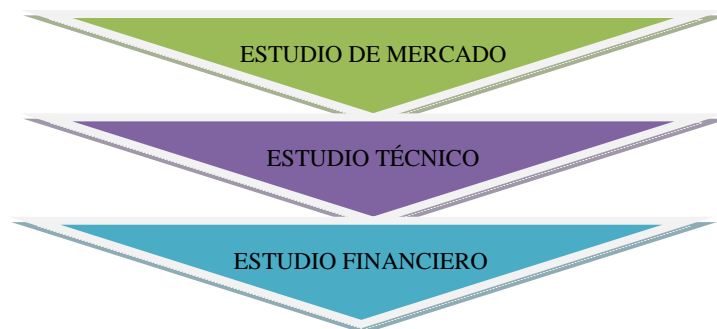 ESTUDIO DE MERCADO
ESTUDIO TÉCNICO
ESTUDIO FINANCIERO